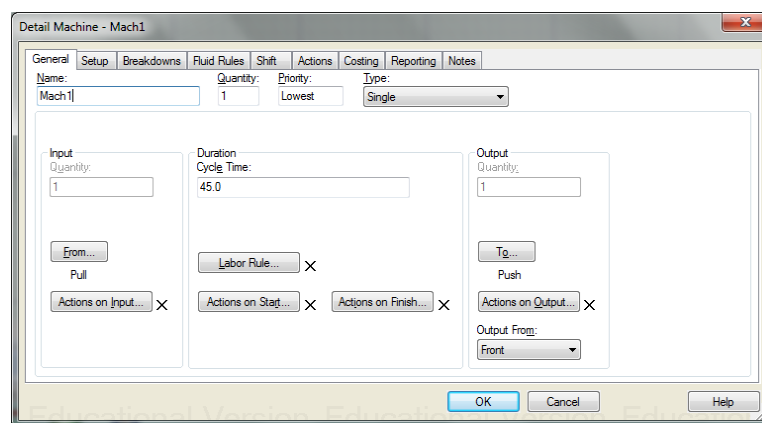 Detail Machine - Mach1
General Setup Breakdowns Fluid Rules Shift Actions Costing Reporting Notes
Name: Quantity: Priority: Type:
Mach1 1 Lowest Single
Input Duration Output
Quantity: Cycle Time: Quantity:
1 45.0 1
From... Labor Rule... To...
Pull Push
Actions on Input... Actions on Start... Actions on Finish... Actions on Output...
Output From:
Front
OK Cancel Help
Educational Version Educational Version Education